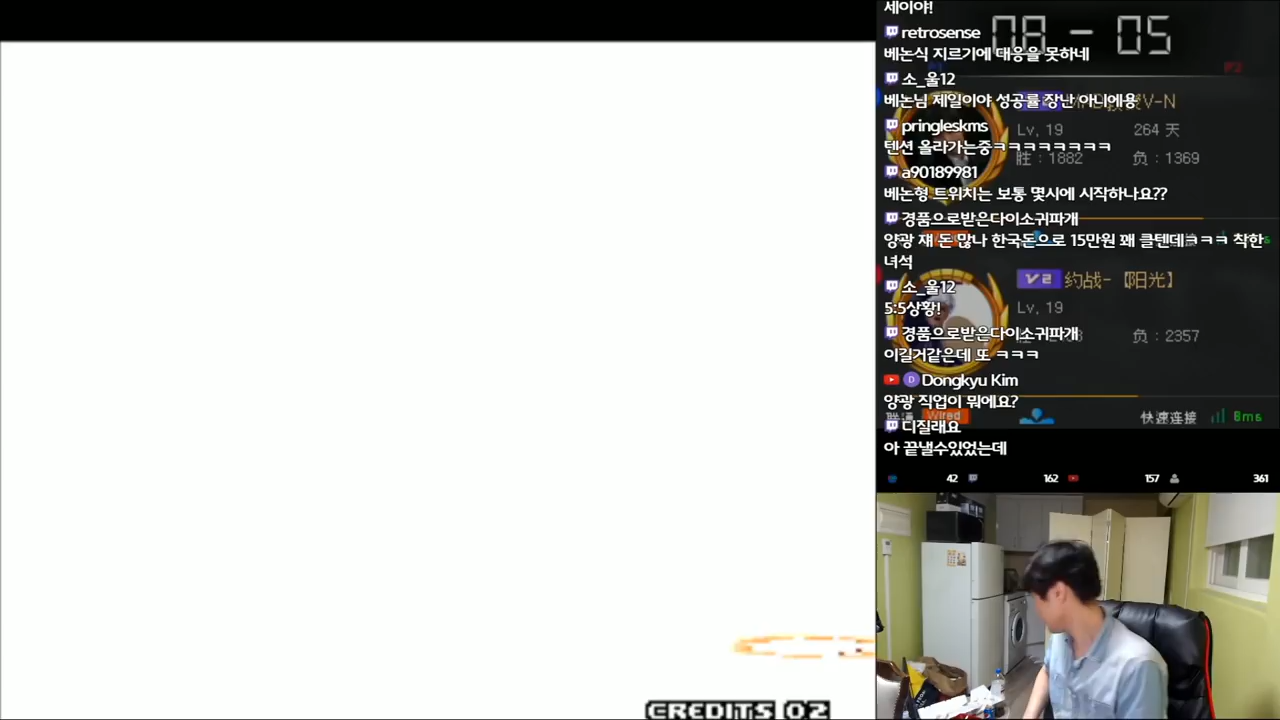 세이야!
retrosense
08-05
베논식 지르기에 대응을 못하네
P2
소_울12
베논님 제일이야 성공률 장난 아니에용
V-N
pringleskms
Lv, 19
264 天
텐션 올라가는중ㅋㅋㅋㅋㅋㅋㅋㅋ
胜 : 1882
负 : 1369
a90189981
베논형 트위치는 보통 몇시에 시작하나요??
경품으로받은다이소귀파개
양광 쟤 돈 많나 한국돈으로 15만원 꽤 클텐데ㅋㅋㅋ 착한
녀석
소_울12
V2
约战-【阳光】
5:5상황!
Lv, 19
경품으로받은다이소귀파개
负 : 2357
이길거같은데 또 ㅋㅋㅋ
Dongkyu Kim
양광 직업이 뭐에요?
Wired
快速连接
8ms
디질래요
아 끝낼수있었는데
42
162
157
361
CREDITS 02